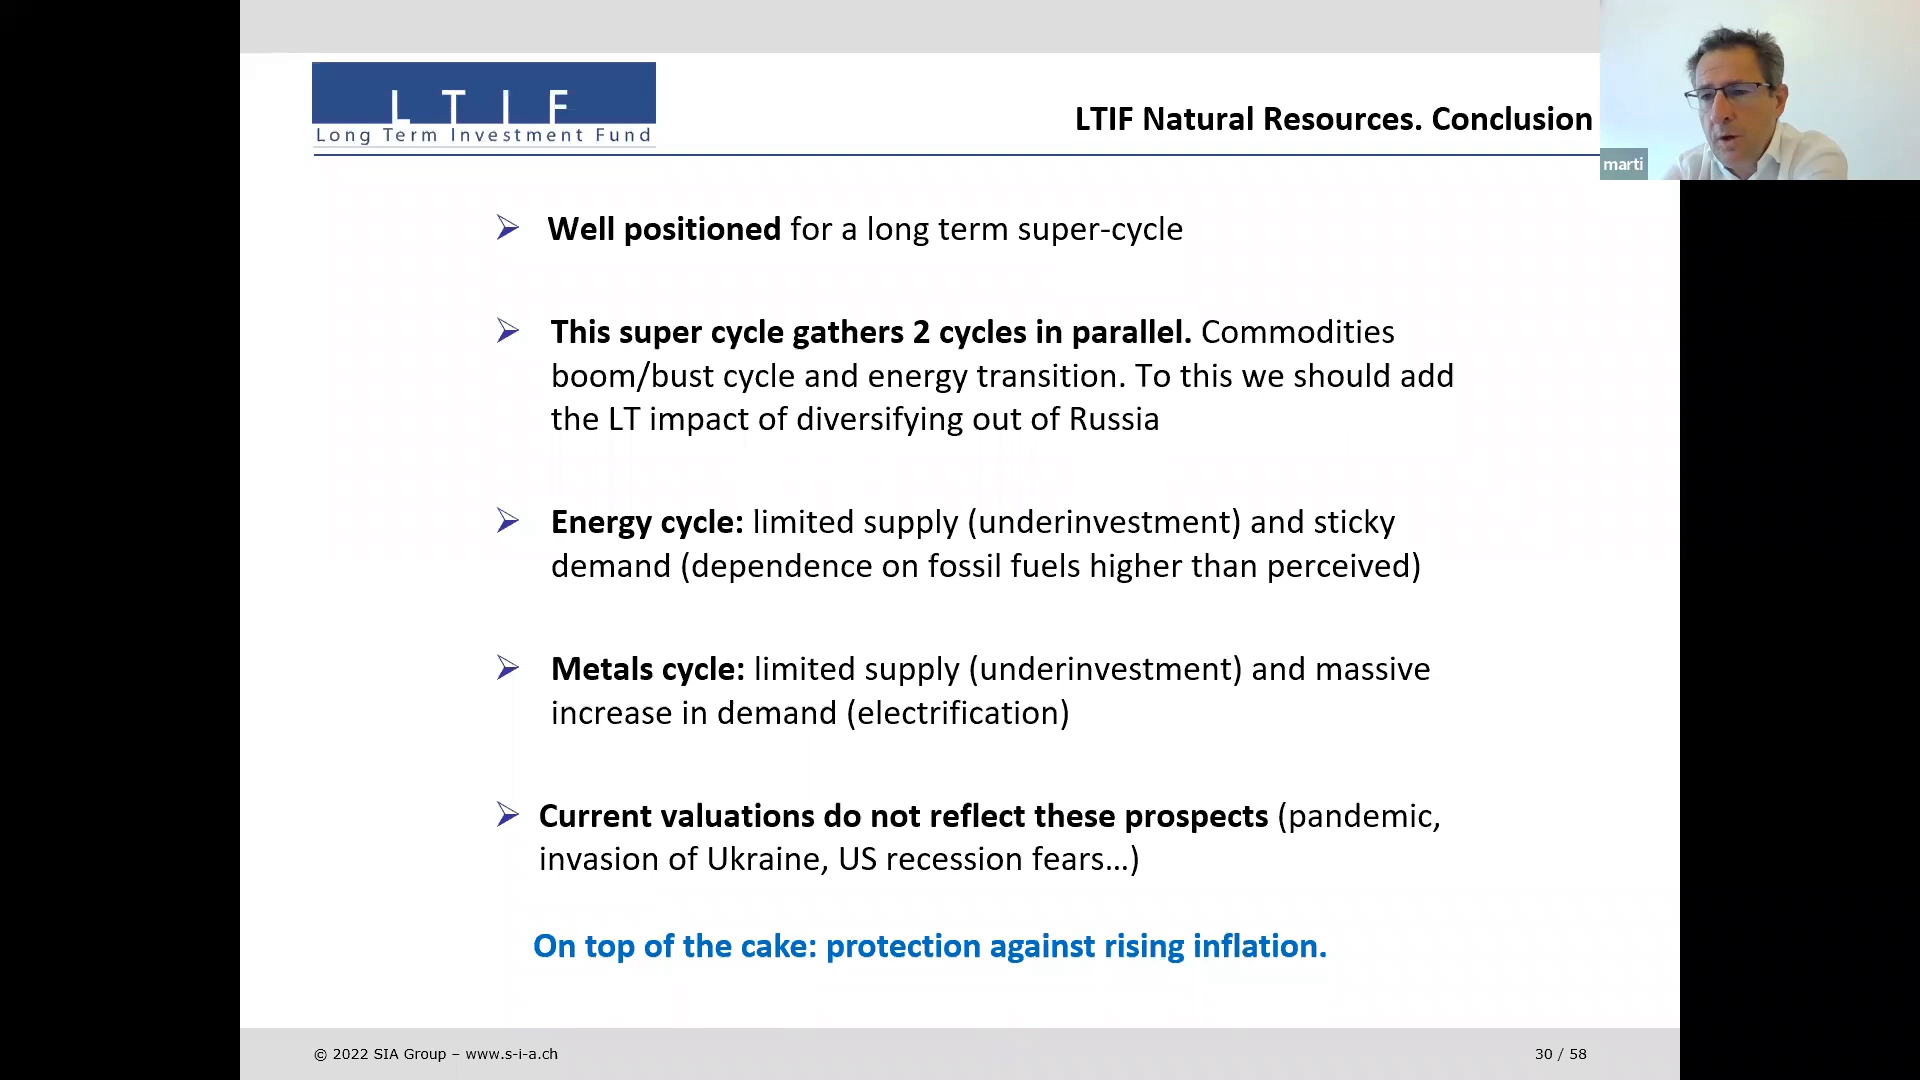 L T I F
Long Term Investment Fund
LTIF Natural Resources. Conclusion
marti
Well positioned for a long term super-cycle
This super cycle gathers 2 cycles in parallel. Commodities
boom/bust cycle and energy transition. To this we should add
the LT impact of diversifying out of Russia
Energy cycle: limited supply (underinvestment) and sticky
demand (dependence on fossil fuels higher than perceived)
Metals cycle: limited supply (underinvestment) and massive
increase in demand (electrification)
Current valuations do not reflect these prospects (pandemic,
invasion of Ukraine, US recession fears…)
On top of the cake: protection against rising inflation.
© 2022 SIA Group – www.s-i-a.ch
30 / 58